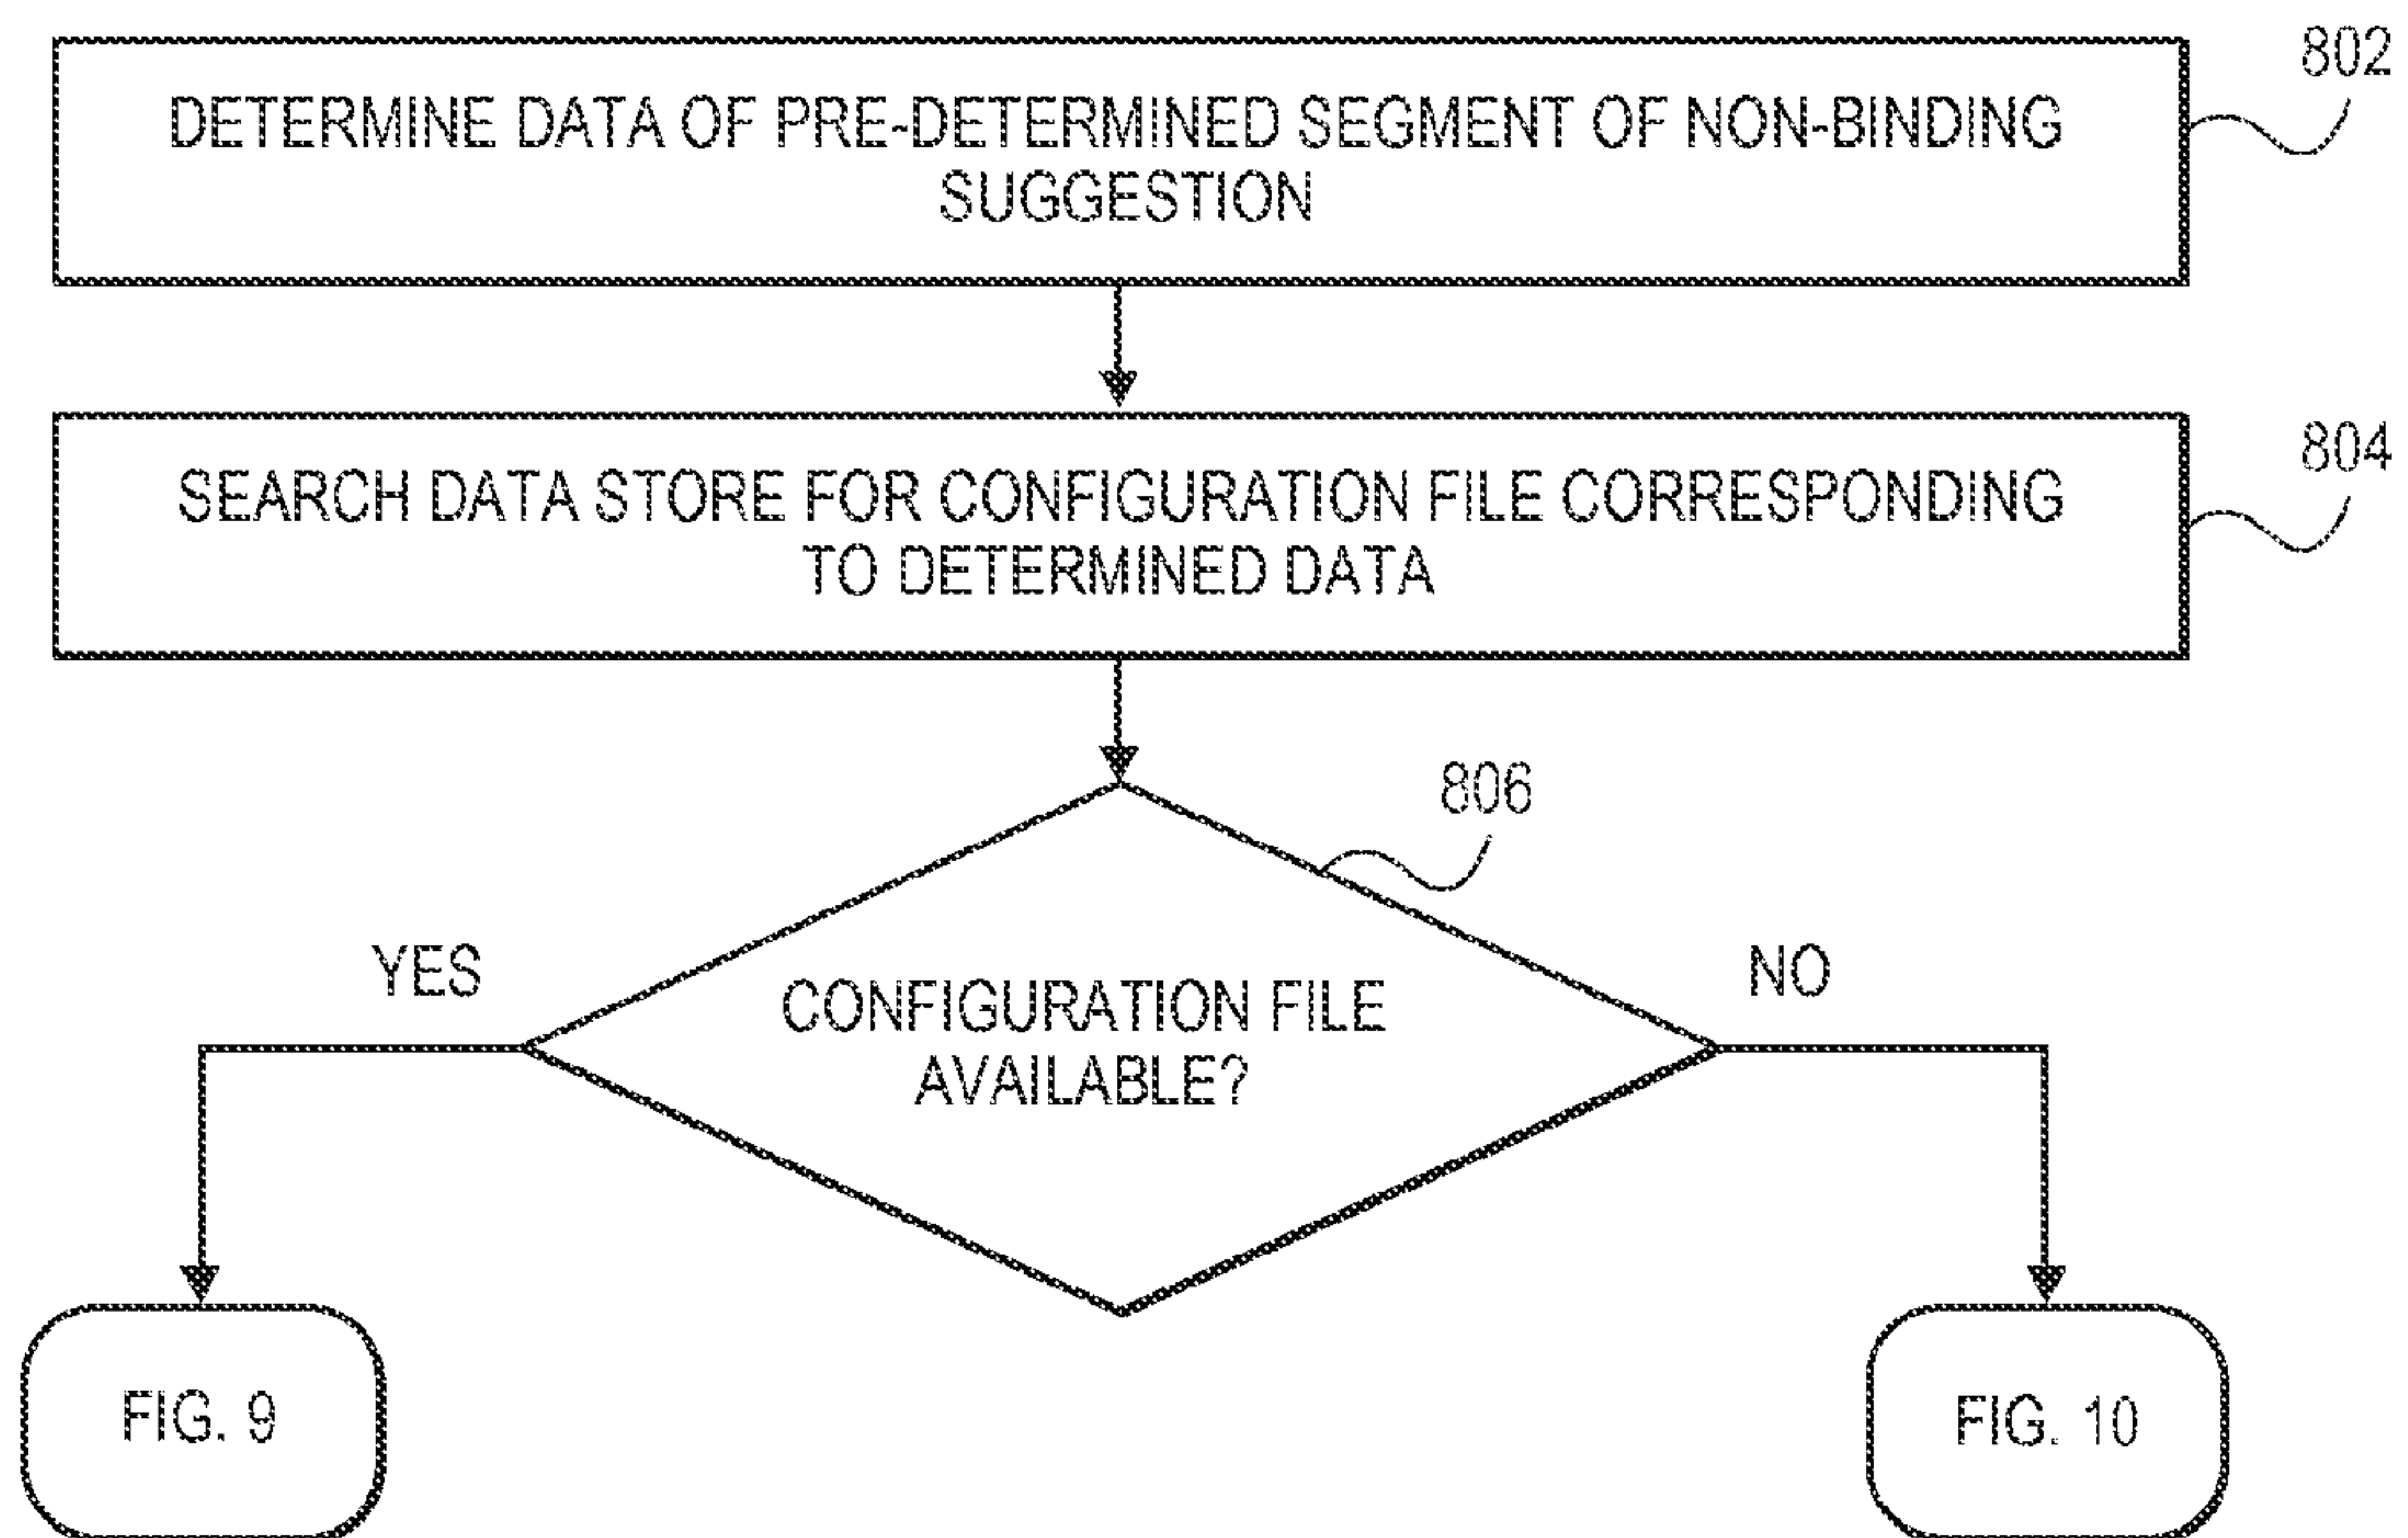 802
DETERMINE DATA OF PRE-DETERMINED SEGMENT OF NON-BINDING
SUGGESTION
804
SEARCH DATA STORE FOR CONFIGURATION FILE CORRESPONDING
TO DETERMINED DATA
806
YES
NO
CONFIGURATION FILE
AVAILABLE?
FIG. 9
FIG. 10